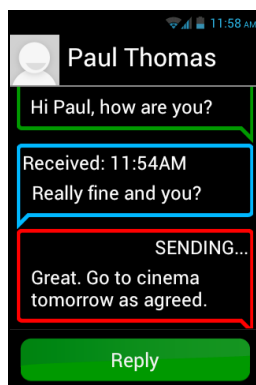 11:58 AM
Paul Thomas
Hi Paul, how are you?
Received: 11:54AM
Really fine and you?
SENDING...
Great. Go to cinema
tomorrow as agreed.
Reply